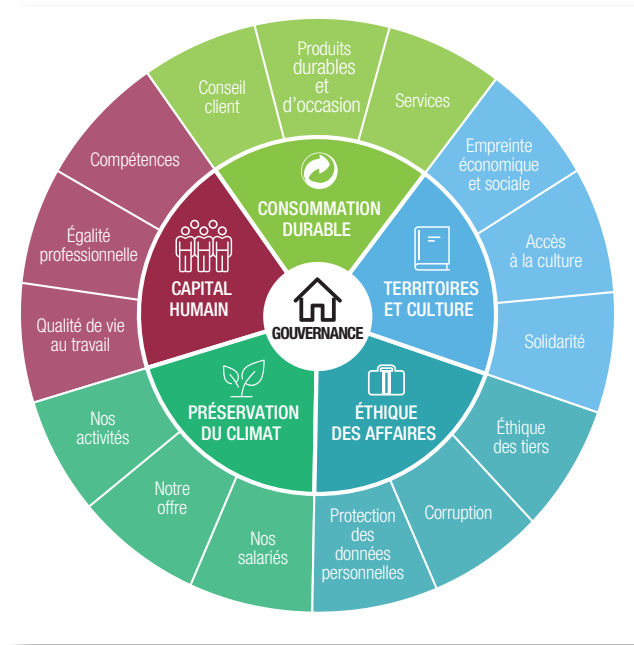 Conseil
client
Produits
durables
et
d'occasion
Services
Empreinte
économique
et sociale
Accès
à la culture
Solidarité
Éthique
des tiers
Corruption
Protection
des
données
personnelles
Nos
salariés
Notre
offre
Nos
activités
Qualité de vie
au travail
Égalité
professionnelle
Compétences
CONSOMMATION
DURABLE
TERRITOIRES
ET CULTURE
ÉTHIQUE
DES AFFAIRES
PRÉSERVATION
DU CLIMAT
CAPITAL
HUMAIN
GOUVERNANCE